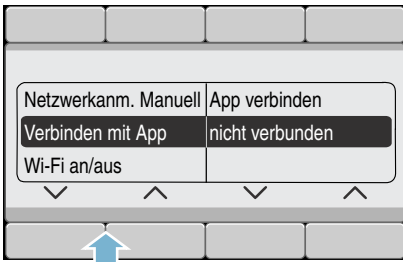 Netzwerkanm. Manuell App verbinden
Verbinden mit App nicht verbunden
Wi-Fi an/aus